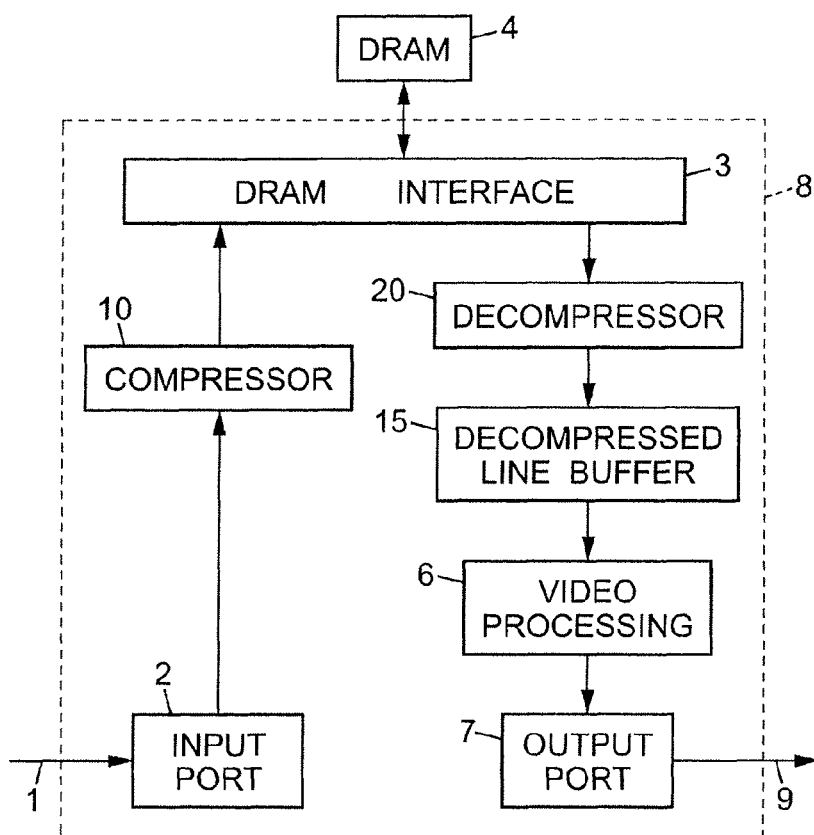 DRAM 4
DRAM INTERFACE 3
8
20 DECOMPRESSOR
10
COMPRESSOR
15 DECOMPRESSED
LINE BUFFER
6 VIDEO
PROCESSING
2
INPUT
PORT
7 OUTPUT
PORT
1
9